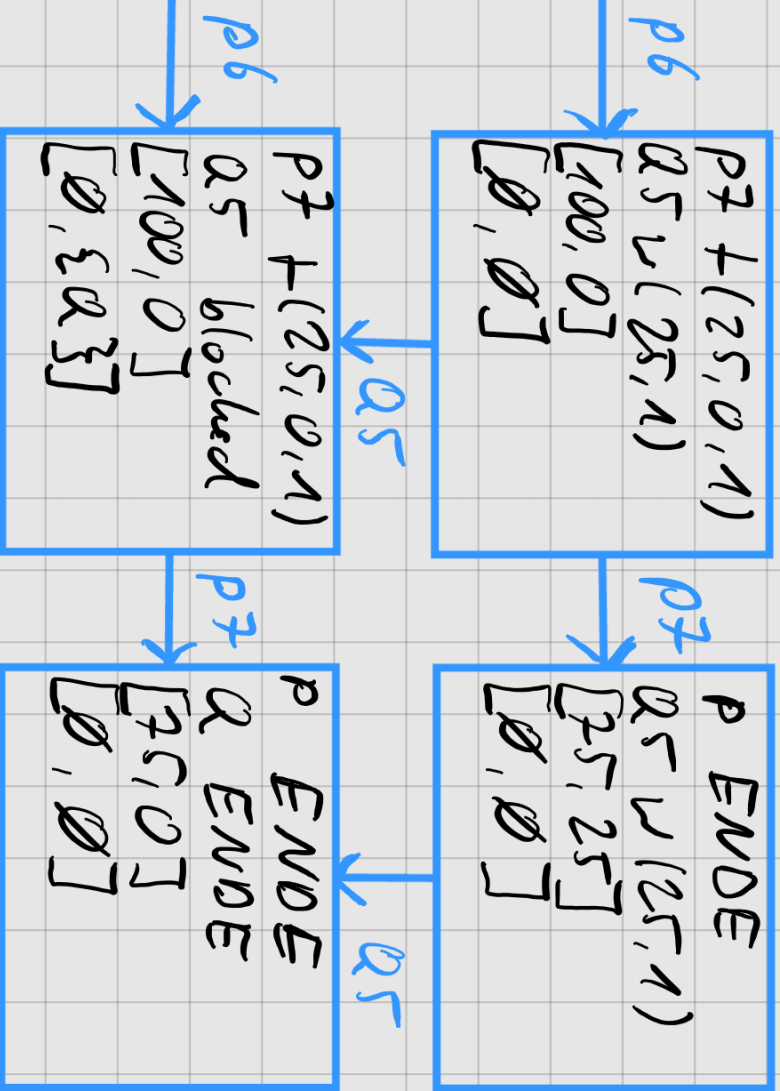 p6
p7 t(25,0,1)
Q5 w(25,1)
[100,0]
[∅,∅]
p7
p ENDE
Q5 w(25,1)
[75,25]
[∅,∅]
Q5
Q5
p6
p7 t(25,0,1)
Q5 blocked
[100,0]
[∅,{Q}]
p7
p ENDE
Q ENDE
[75,0]
[∅,∅]